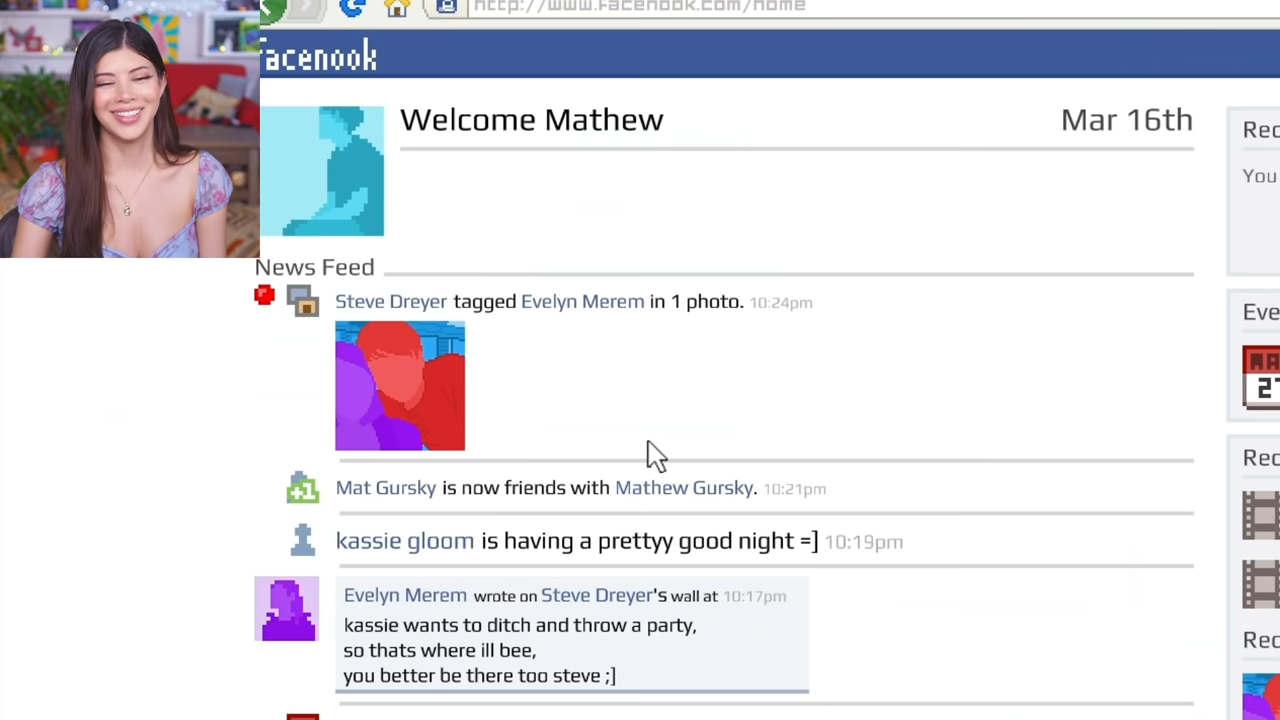 http://www.facenook.com/home
facenook
Welcome Mathew
Mar 16th
Rec
You
News Feed
Steve Dreyer tagged Evelyn Merem in 1 photo. 10:24pm
Eve
27
Mat Gursky is now friends with Mathew Gursky. 10:21pm
Rec
kassie gloom is having a prettyy good night =] 10:19pm
Evelyn Merem wrote on Steve Dreyer's wall at 10:17pm
kassie wants to ditch and throw a party,
so thats where ill bee,
you better be there too steve ;]
+1
Rec